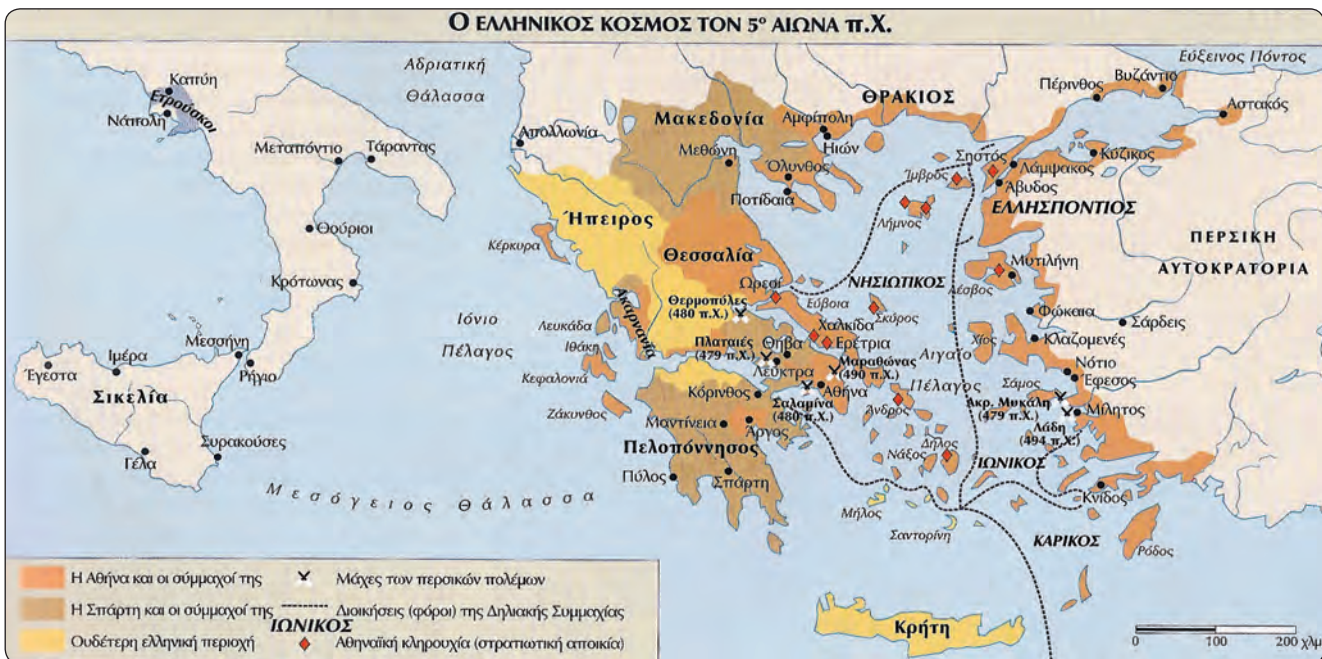 Ο ΕΛΛΗΝΙΚΟΣ ΚΟΣΜΟΣ ΤΟΝ 5º ΑΙΩΝΑ π.Χ.
Εύξεινος Πόντος
Καπύη
Ετρούσκοι
Νάπολη
Μεταπόντιο
Τάραντας
Θούριοι
Κρότωνας
Μεσσήνη
Ρήγιο
Ιμέρα
Έγεστα
Σικελία
Γέλα
Συρακούσες
Αδριατική
Θάλασσα
Απολλωνία
Μακεδονία
Μεθώνη
ΘΡΑΚΙΟΣ
Αμφίπολη
Ηιών
Όλυνθος
Ποτίδαια
Πέρινθος
Βυζάντιο
Αστακός
Κύζικος
Σηστός
Λάμψακος
Άβυδος
Ίμβρος
Λήμνος
ΕΛΛΗΣΠΟΝΤΙΟΣ
ΠΕΡΣΙΚΗ
ΑΥΤΟΚΡΑΤΟΡΙΑ
Ήπειρος
Κέρκυρα
Θεσσαλία
Ωρεοί
Θερμοπύλες
(480 π.Χ.)
Εύβοια
ΝΗΣΙΩΤΙΚΟΣ
Σκύρος
Μυτιλήνη
Λέσβος
Φώκαια
Σάρδεις
Κλαζομενές
Χίος
Ακαρνανία
Λευκάδα
Ιθάκη
Κεφαλονιά
Ζάκυνθος
Ιόνιο
Πέλαγος
Χαλκίδα
Ερέτρια
Πλαταιές
(479 π.Χ.)
Θήβα
Λεύκτρα
Μαραθώνας
(490 π.Χ.)
Αθήνα
Σαλαμίνα
(480 π.Χ.)
Αιγαίο
Πέλαγος
Άνδρος
Νότιο
Έφεσος
Σάμος
Ακρ. Μυκάλη
(479 π.Χ.)
Μίλητος
Λάδη
(494 π.Χ.)
Κόρινθος
Μαντίνεια
Άργος
Πελοπόννησος
Πύλος
Σπάρτη
Δήλος
Νάξος
ΙΩΝΙΚΟΣ
Κνίδος
Μήλος
Σαντορίνη
ΚΑΡΙΚΟΣ
Ρόδος
Μεσόγειος Θάλασσα
Κρήτη
Η Αθήνα και οι σύμμαχοί της
Η Σπάρτη και οι σύμμαχοί της
Ουδέτερη ελληνική περιοχή
ΙΩΝΙΚΟΣ
Μάχες των περσικών πολέμων
Διοικήσεις (φόροι) της Δηλιακής Συμμαχίας
Αθηναϊκή κληρουχία (στρατιωτική αποικία)
0 100 200 χλμ